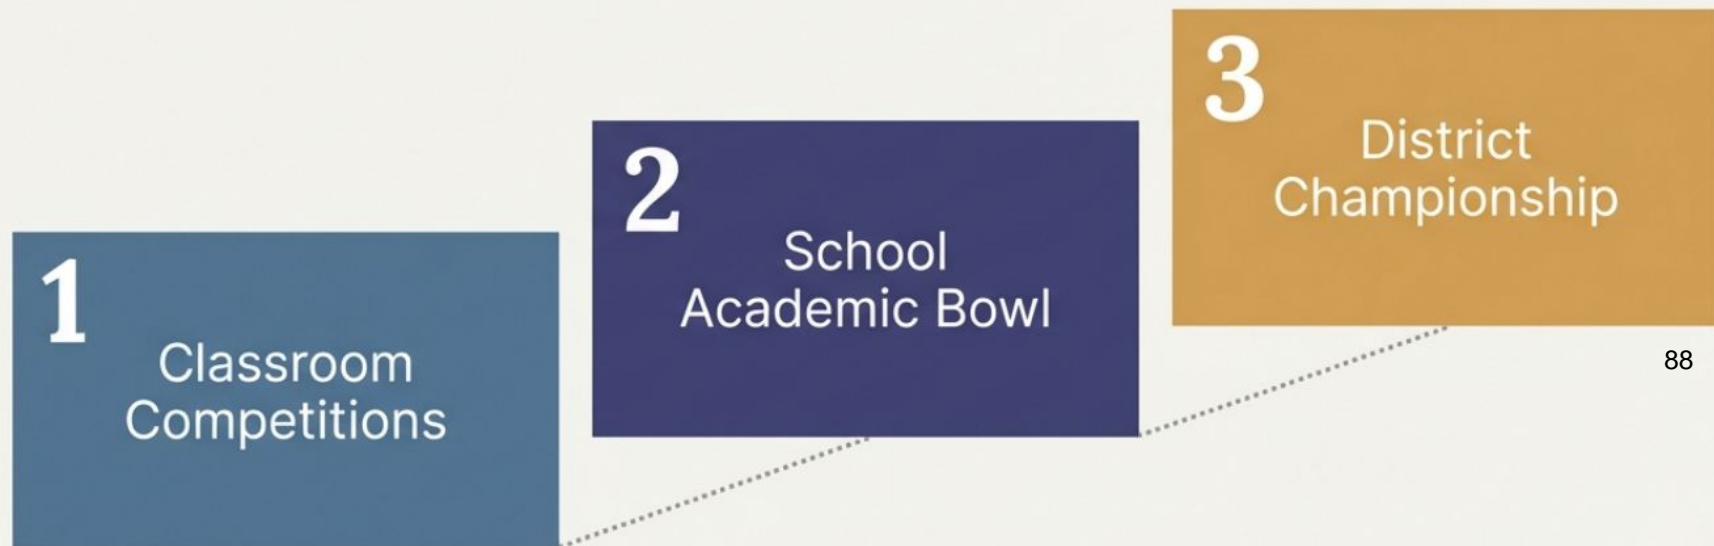 1
Classroom
Competitions
2
School
Academic Bowl
3
District
Championship
88